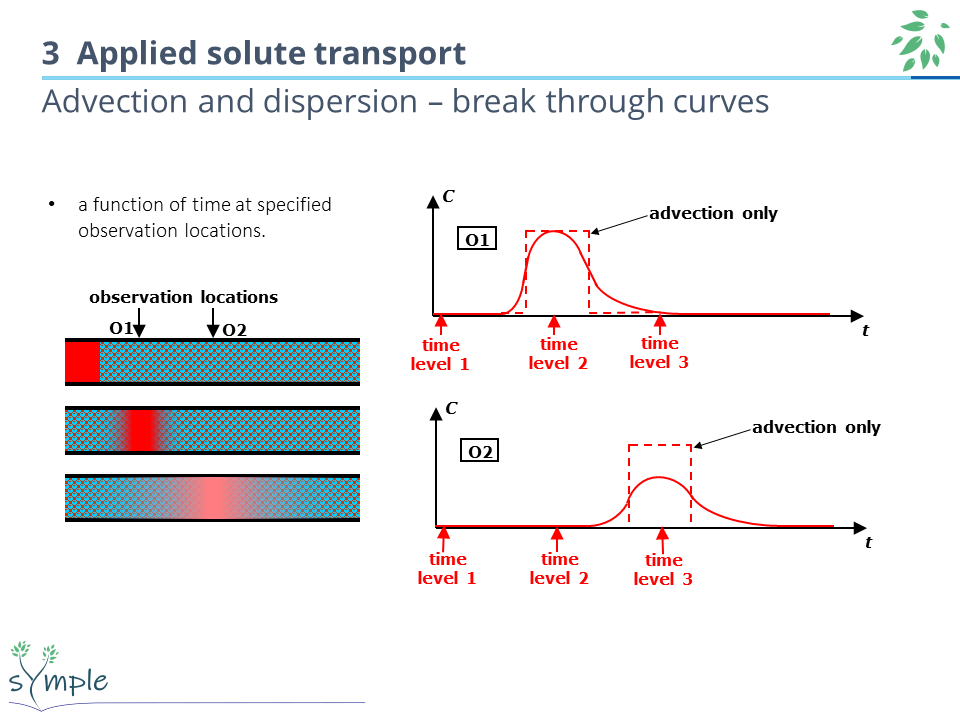 3 Applied solute transport
Advection and dispersion – break through curves
• a function of time at specified
observation locations.
observation locations
O1
O2
C
O1
advection only
t
time
level 1
time
level 2
time
level 3
C
O2
advection only
t
time
level 1
time
level 2
time
level 3
sYmple